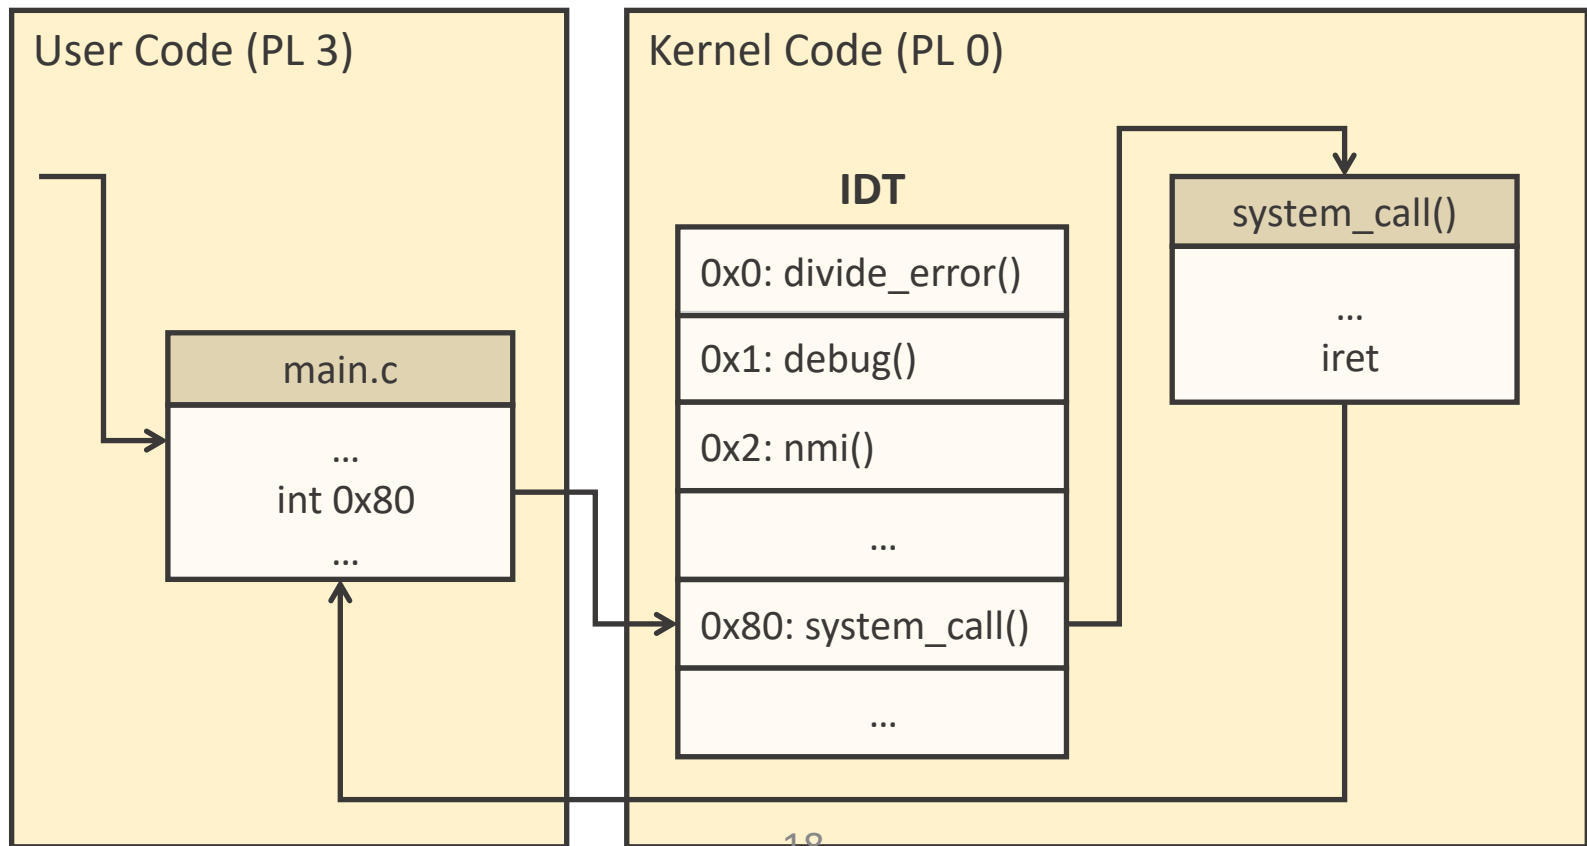 User Code (PL 3)
main.c
...
int 0x80
...
Kernel Code (PL 0)
IDT
0x0: divide_error()
0x1: debug()
0x2: nmi()
...
0x80: system_call()
...
system_call()
...
iret
18